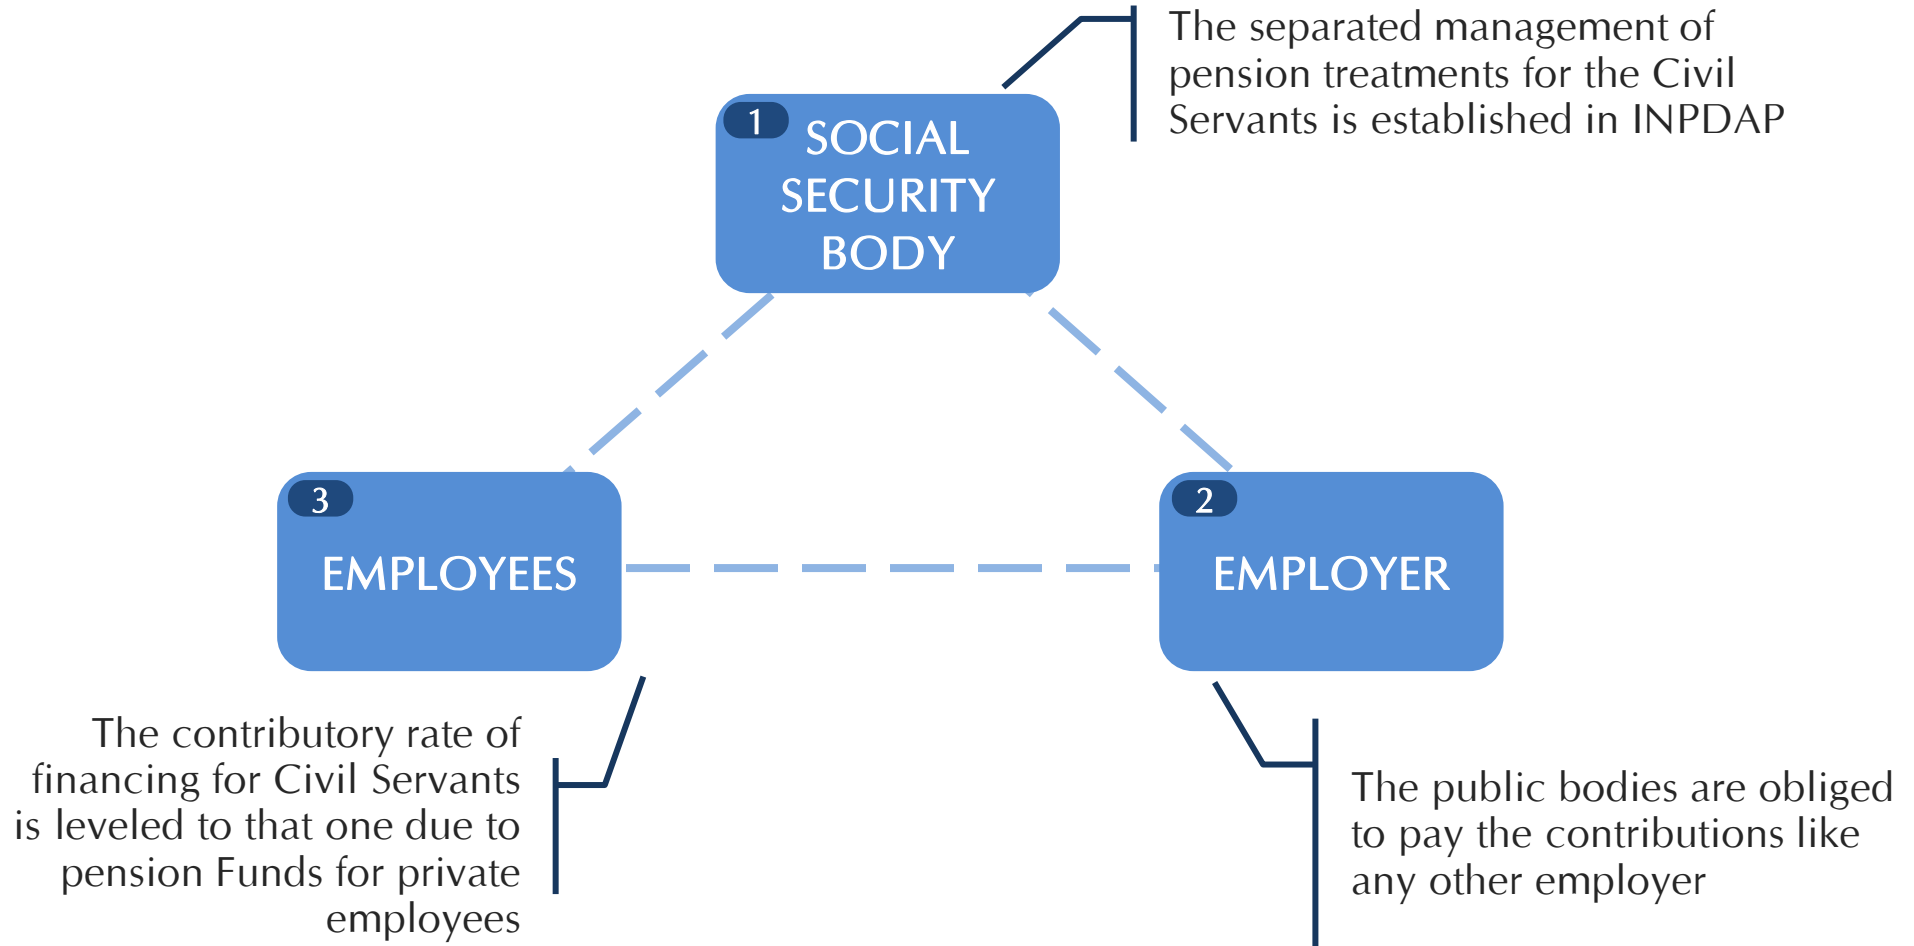 The separated management of
pension treatments for the Civil
Servants is established in INPDAP
1
SOCIAL
SECURITY
BODY
3
EMPLOYEES
2
EMPLOYER
The contributory rate of
financing for Civil Servants
is leveled to that one due to
pension Funds for private
employees
The public bodies are obliged
to pay the contributions like
any other employer